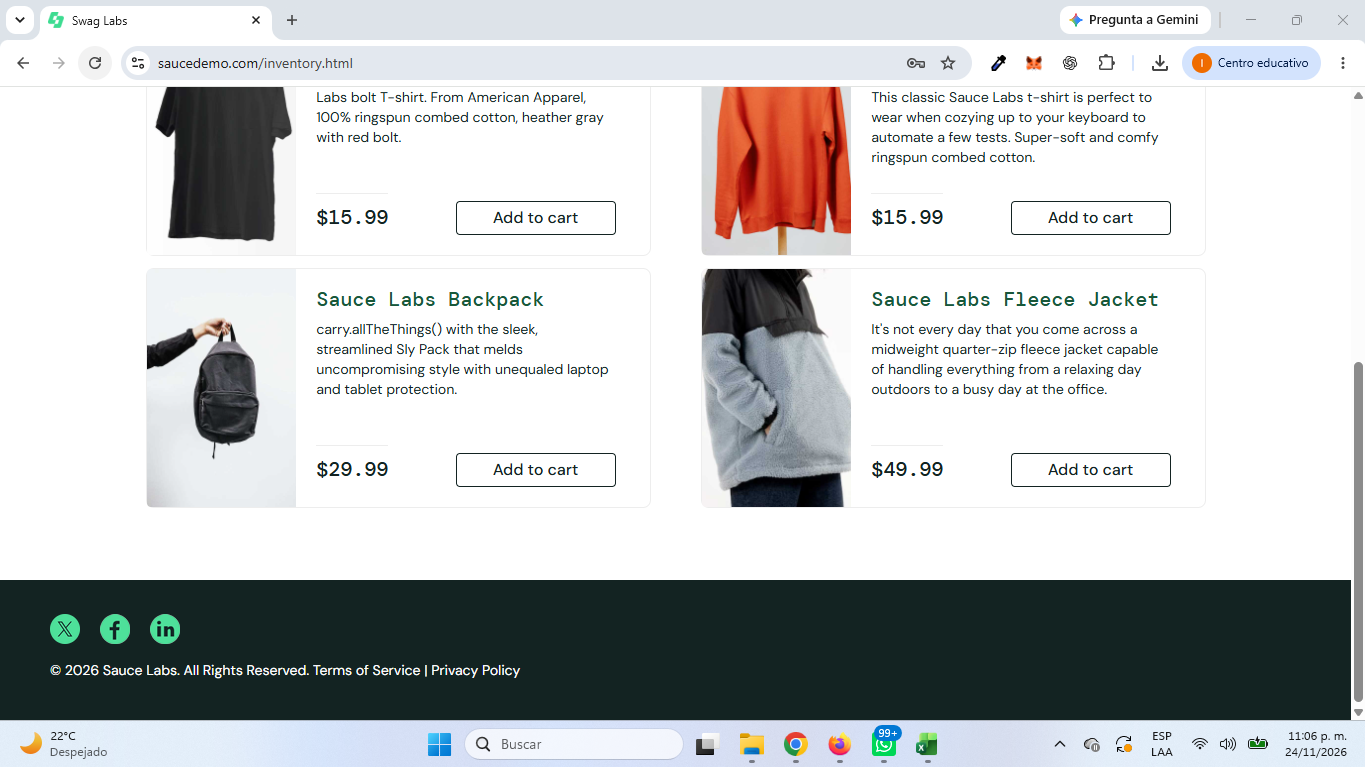 Swag Labs
Pregunta a Gemini
saucedemo.com/inventory.html
Centro educativo
Labs bolt T-shirt. From American Apparel,
100% ringspun combed cotton, heather gray
with red bolt.
$15.99
Add to cart
This classic Sauce Labs t-shirt is perfect to
wear when cozying up to your keyboard to
automate a few tests. Super-soft and comfy
ringspun combed cotton.
$15.99
Add to cart
Sauce Labs Backpack
carry.allTheThings() with the sleek,
streamlined Sly Pack that melds
uncompromising style with unequaled laptop
and tablet protection.
$29.99
Add to cart
Sauce Labs Fleece Jacket
It's not every day that you come across a
midweight quarter-zip fleece jacket capable
of handling everything from a relaxing day
outdoors to a busy day at the office.
$49.99
Add to cart
© 2026 Sauce Labs. All Rights Reserved. Terms of Service | Privacy Policy
22°C
Despejado
Buscar
99+
ESP
LAA
11:06 p. m.
24/11/2026